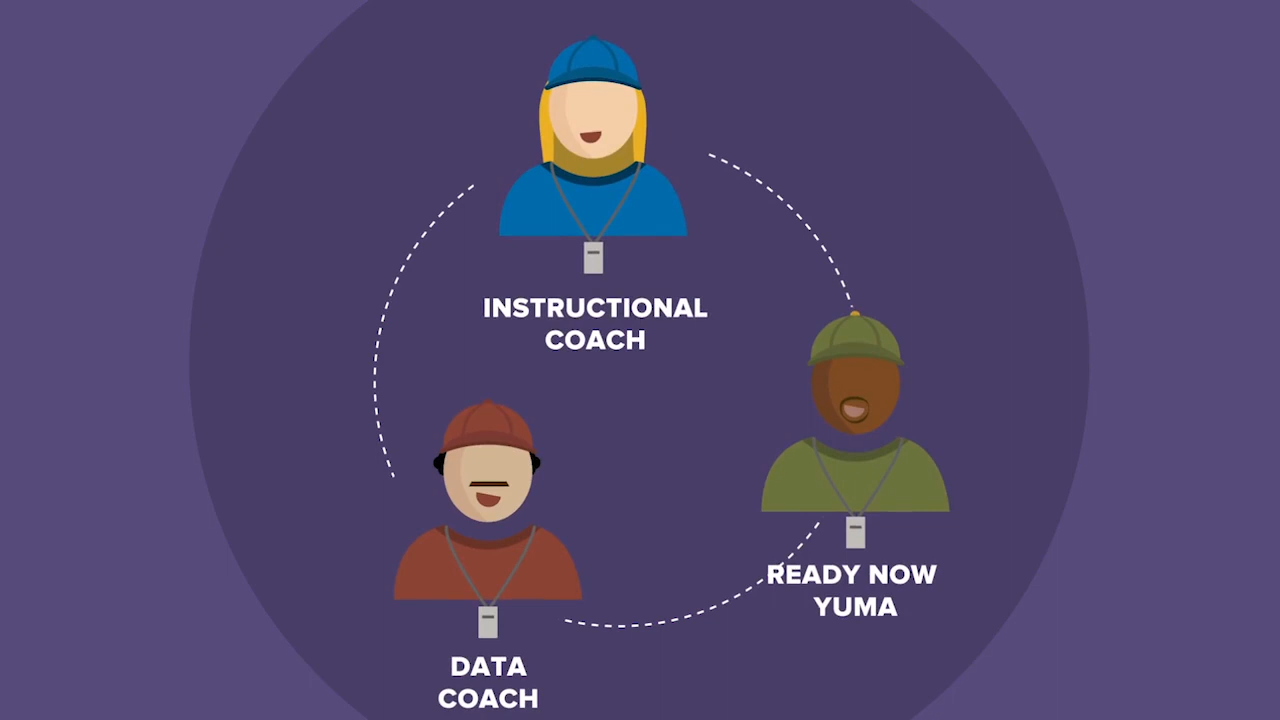 INSTRUCTIONAL
COACH
READY NOW
YUMA
DATA
COACH